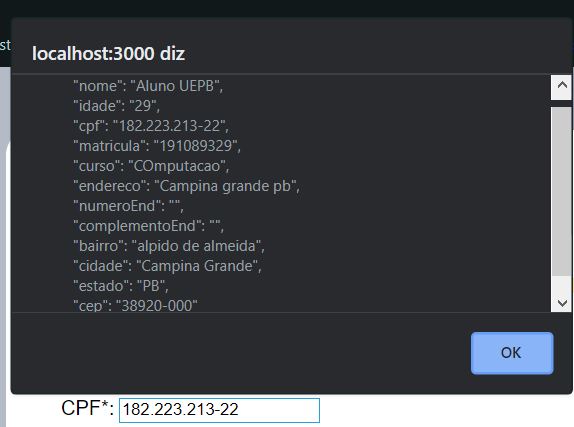 st
localhost:3000 diz
"nome": "Aluno UEPB",
"idade": "29",
"cpf": "182.223.213-22",
"matricula": "191089329",
"curso": "COmputacao",
"endereco": "Campina grande pb",
"numeroEnd": "",
"complementoEnd": "",
"bairro": "alpido de almeida",
"cidade": "Campina Grande",
"estado": "PB",
"cep": "38920-000"
OK
CPF*: 182.223.213-22